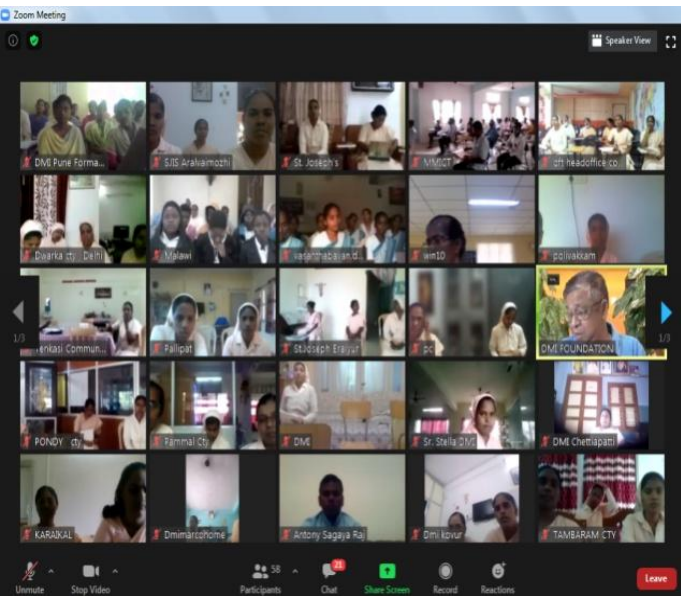 Zoom Meeting
Speaker View
DMI Pune Forma...
SJIS Aralvaimozhi
St. Joseph's
MMICT
pft headoffice co...
Dwarka cty Delhi
Malawi
vasanthabavan.d...
win10
polivakkam
Tenkasi Commun...
Pallipat
St.Joseph Eraiyur
pc
DMI FOUNDATION
1/3
1/3
PONDY cty
Pammal Cty
DMI
Sr. Stella DMI
DMI Chettiapatti
KARAIKAL
Dmimarcohome
Antony Sagaya Raj
Dmi kovur
TAMBARAM CTY
58
21
Unmute
Stop Video
Participants
Chat
Share Screen
Record
Reactions
Leave